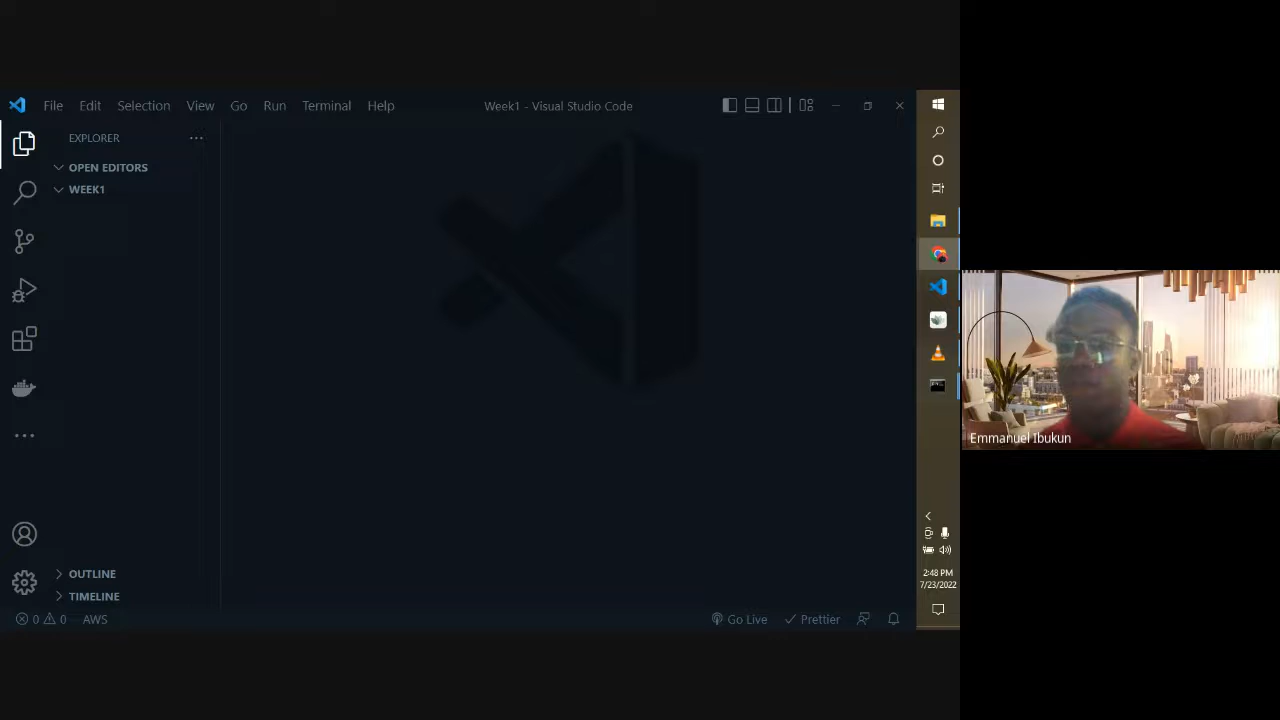 File Edit Selection View Go Run Terminal Help
Week1 - Visual Studio Code
EXPLORER
OPEN EDITORS
WEEK1
OUTLINE
TIMELINE
0 0 AWS
Go Live Prettier
2:48 PM
7/23/2022
Emmanuel Ibukun